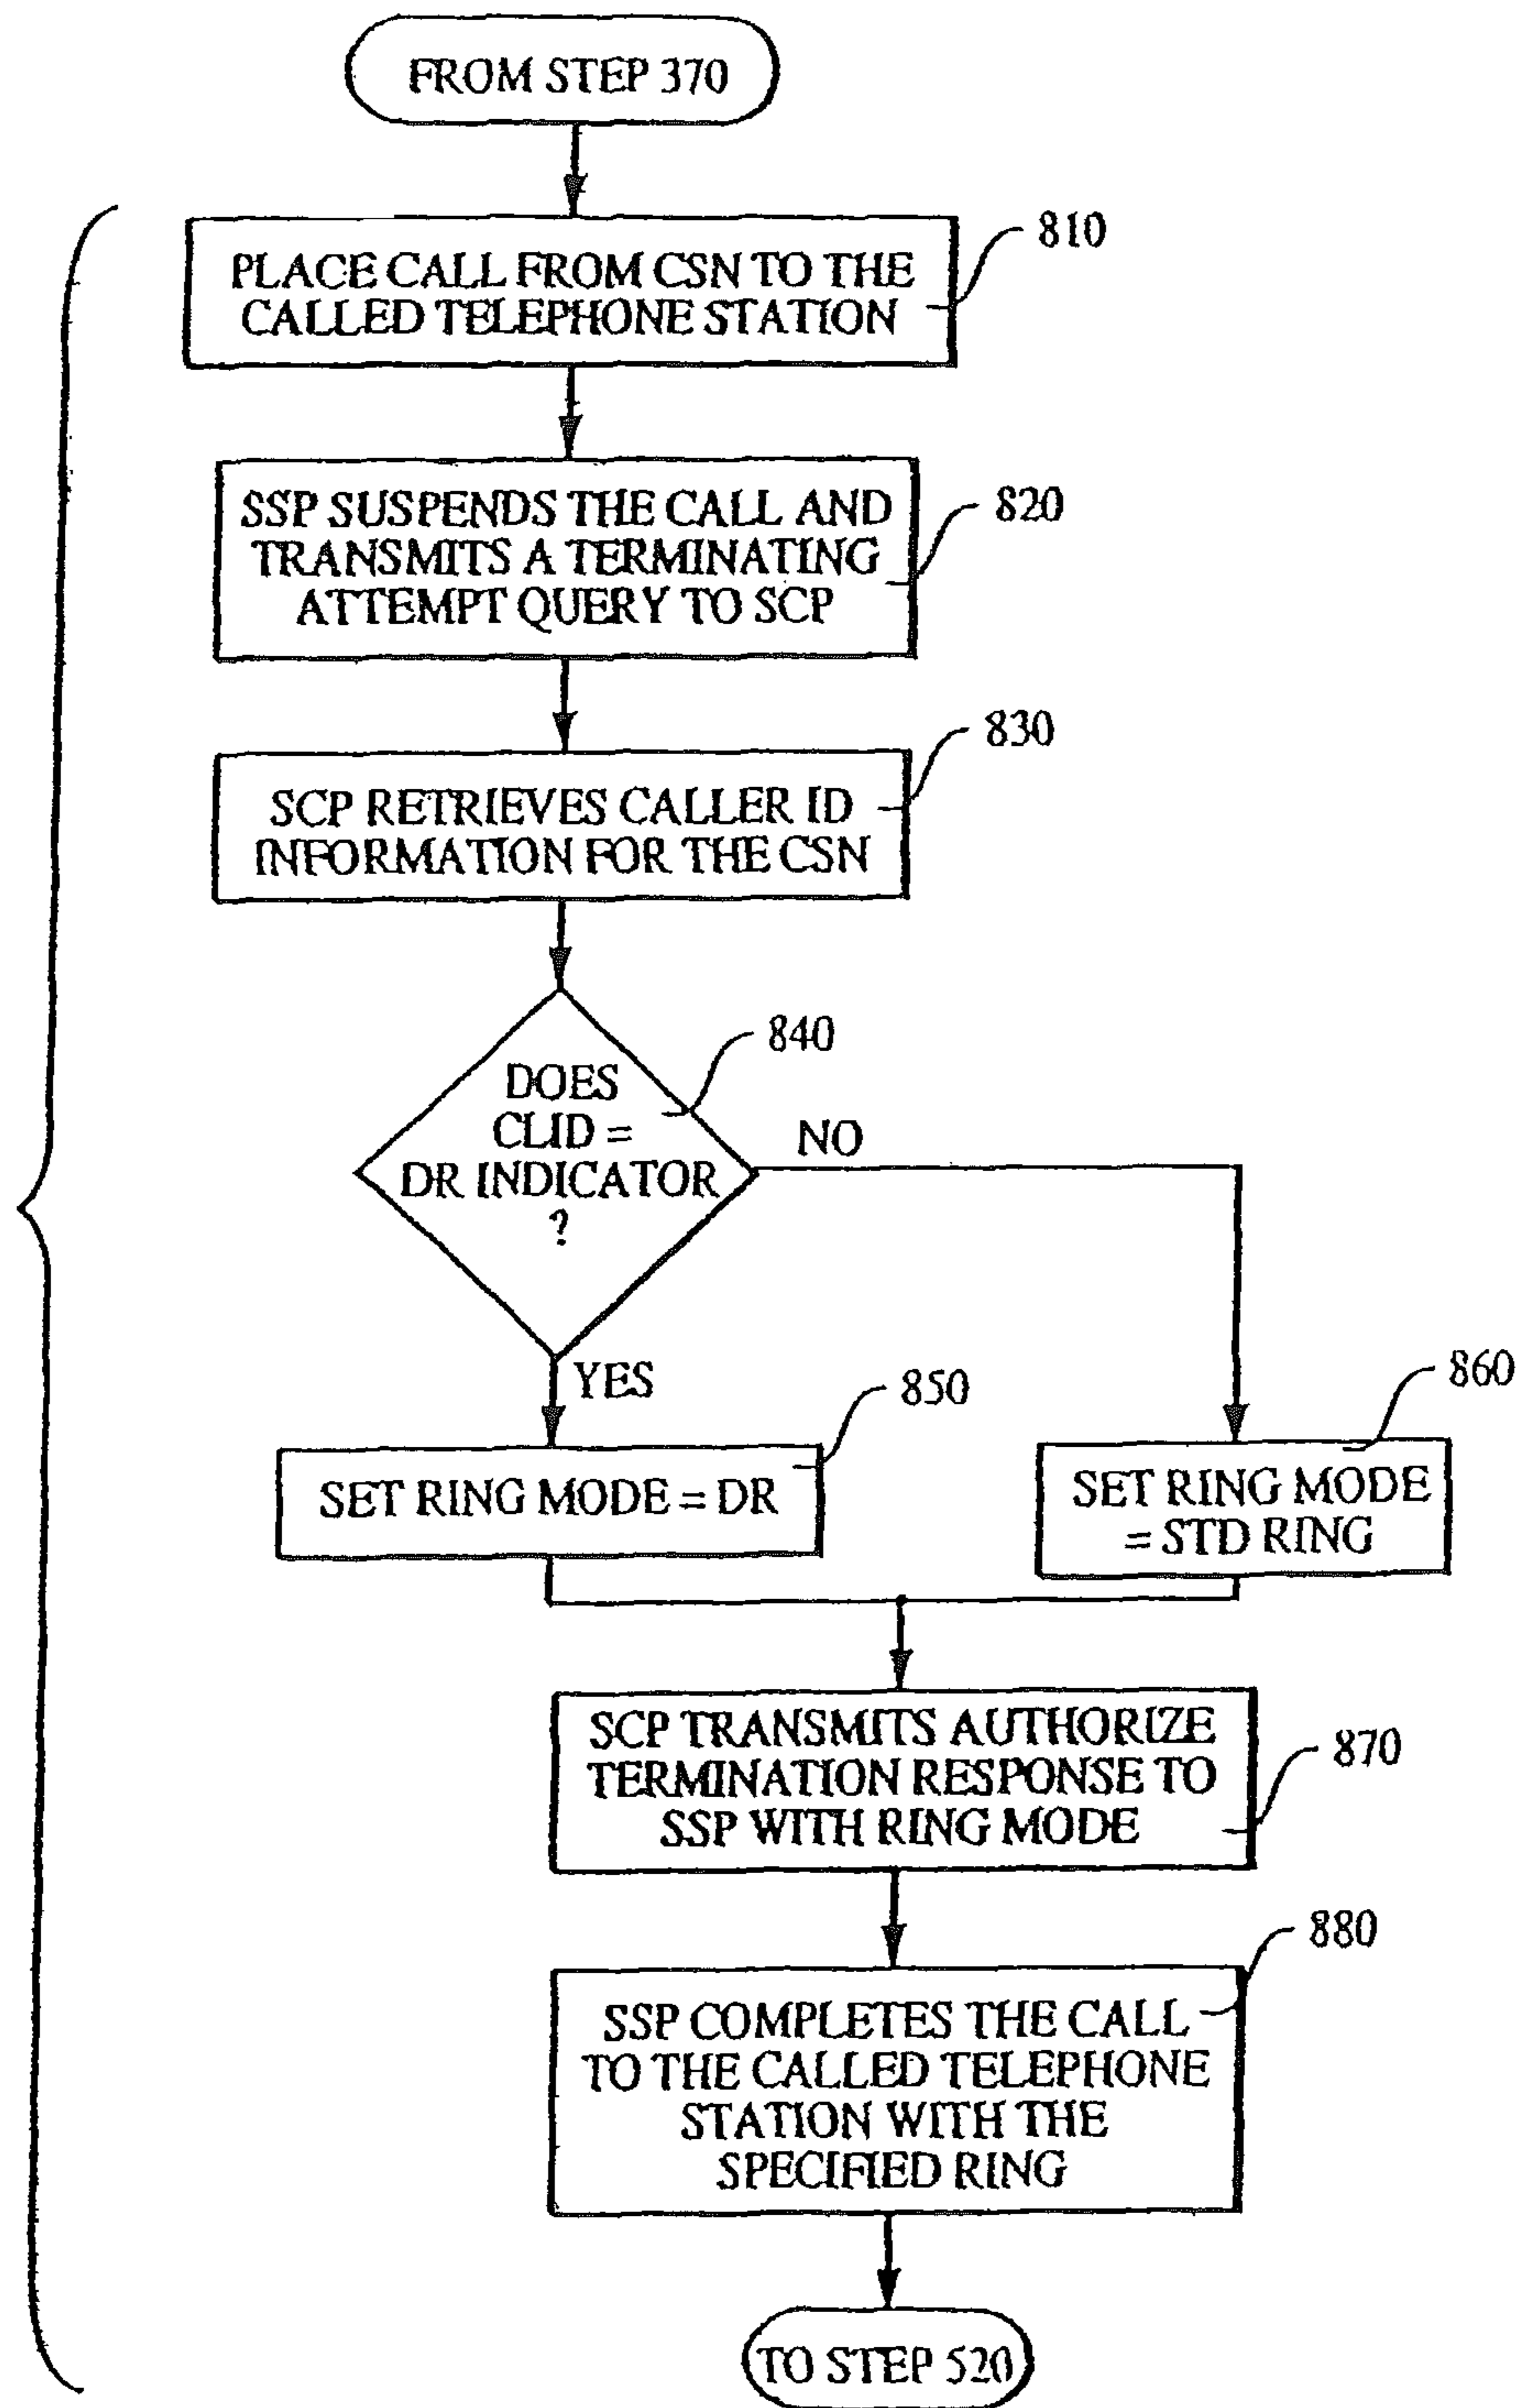 FROM STEP 370
810
PLACE CALL FROM CSN TO THE
CALLED TELEPHONE STATION
820
SSP SUSPENDS THE CALL AND
TRANSMITS A TERMINATING
ATTEMPT QUERY TO SCP
830
SCP RETRIEVES CALLER ID
INFORMATION FOR THE CSN
840
DOES
CLID =
DR INDICATOR
?
NO
YES
850
SET RING MODE = DR
860
SET RING MODE
= STD RING
SCP TRANSMITS AUTHORIZE
TERMINATION RESPONSE TO
SSP WITH RING MODE
870
880
SSP COMPLETES THE CALL
TO THE CALLED TELEPHONE
STATION WITH THE
SPECIFIED RING
TO STEP 520